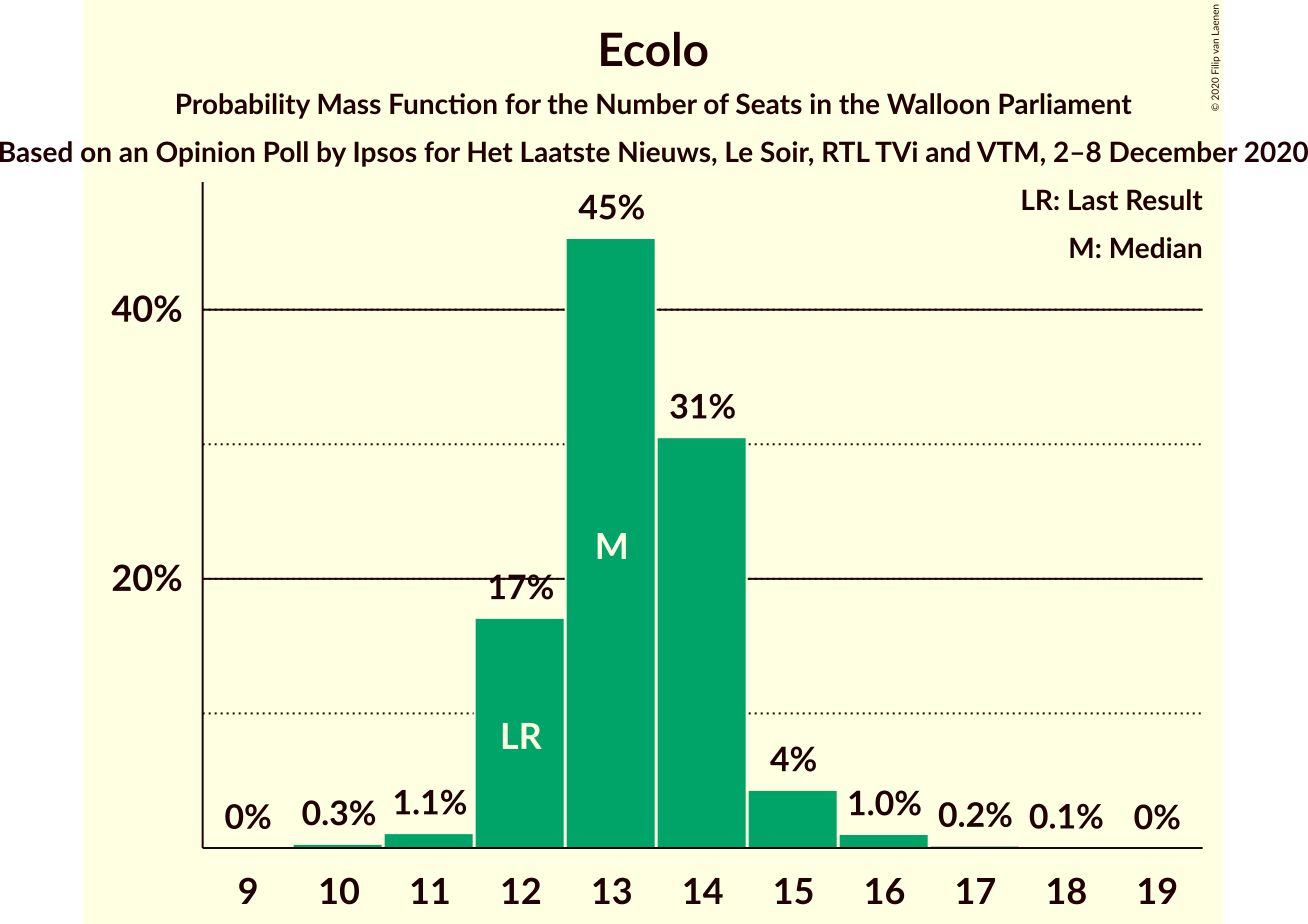 Ecolo
Probability Mass Function for the Number of Seats in the Walloon Parliament
Based on an Opinion Poll by Ipsos for Het Laatste Nieuws, Le Soir, RTL TVi and VTM, 2–8 December 2020
© 2020 Filip van Laenen
LR: Last Result
M: Median
45%
40%
31%
M
20%
17%
LR
0%
0.3%
1.1%
4%
1.0%
0.2%
0.1%
0%
9 10 11 12 13 14 15 16 17 18 19